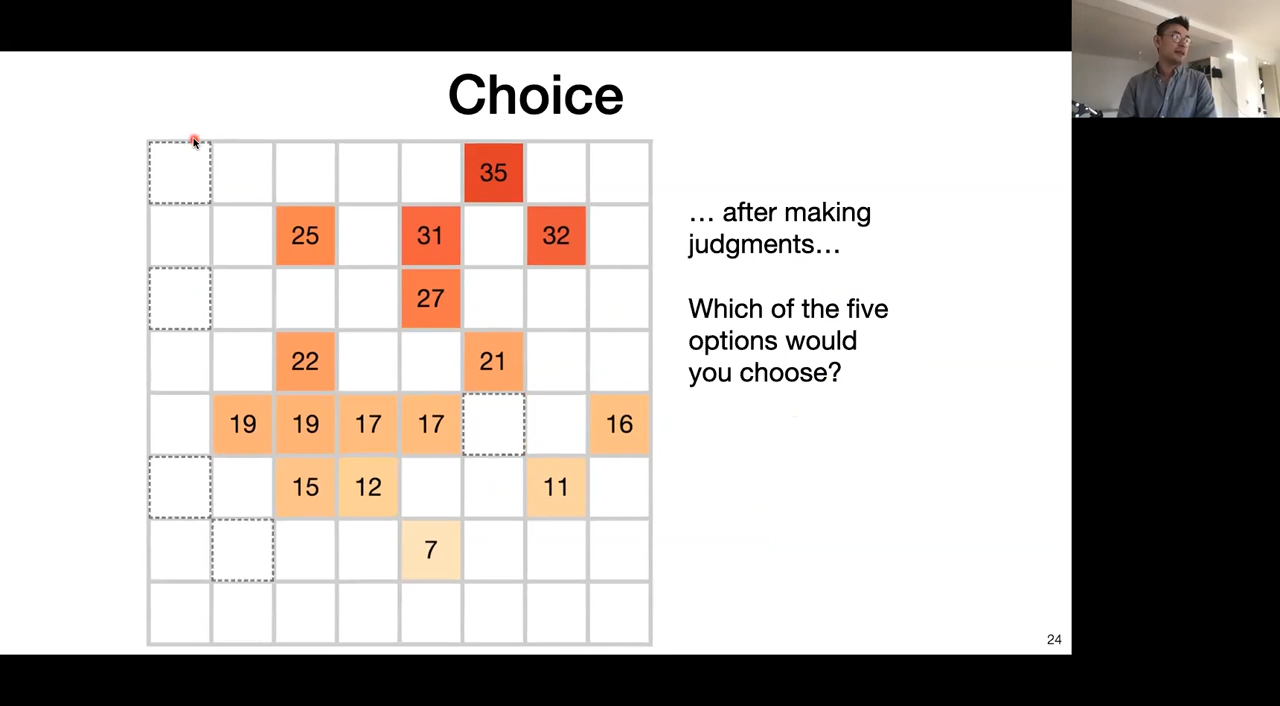 Choice
35
25 31 32
27
22 21
19 19 17 17 16
15 12 11
7
… after making
judgments…
Which of the five
options would
you choose?
24